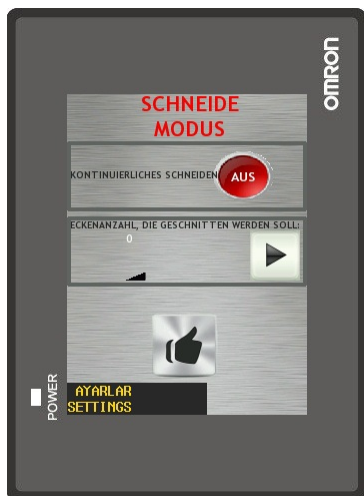 OMRON
SCHNEIDE
MODUS
KONTINUIERLICHES SCHNEIDEN
AUS
ECKENANZAHL, DIE GESCHNITTEN WERDEN SOLL:
0
POWER
AYARLAR
SETTINGS